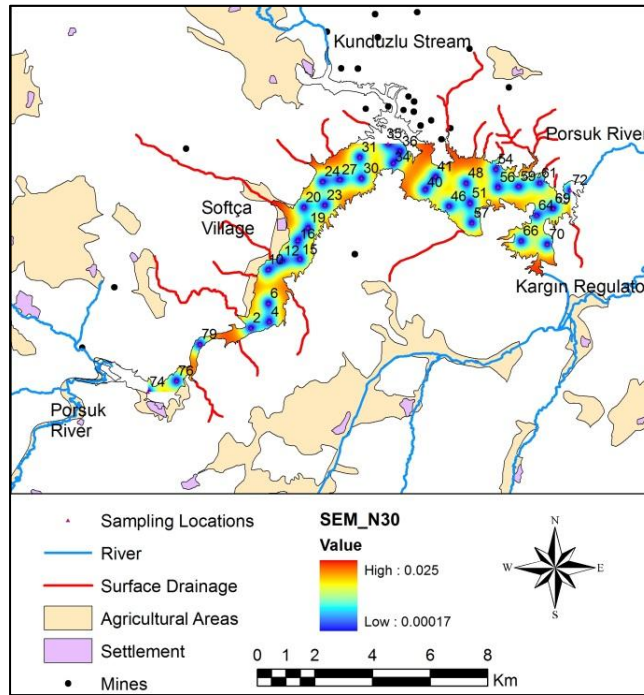 Kunduzlu Stream
Porsuk River
35
36
31
34
54
24 27 30
41
48
56 59 61
72
40
20 23
51
69
Softça
Village
46
64
19
57
16
66
70
12 15
10
Kargın Regulato
6
2 4
79
74 76
Porsuk
River
Sampling Locations
River
Surface Drainage
Agricultural Areas
Settlement
Mines
SEM_N30
Value
High : 0.025
Low : 0.00017
N
W E
S
0 1 2 4 6 8
Km